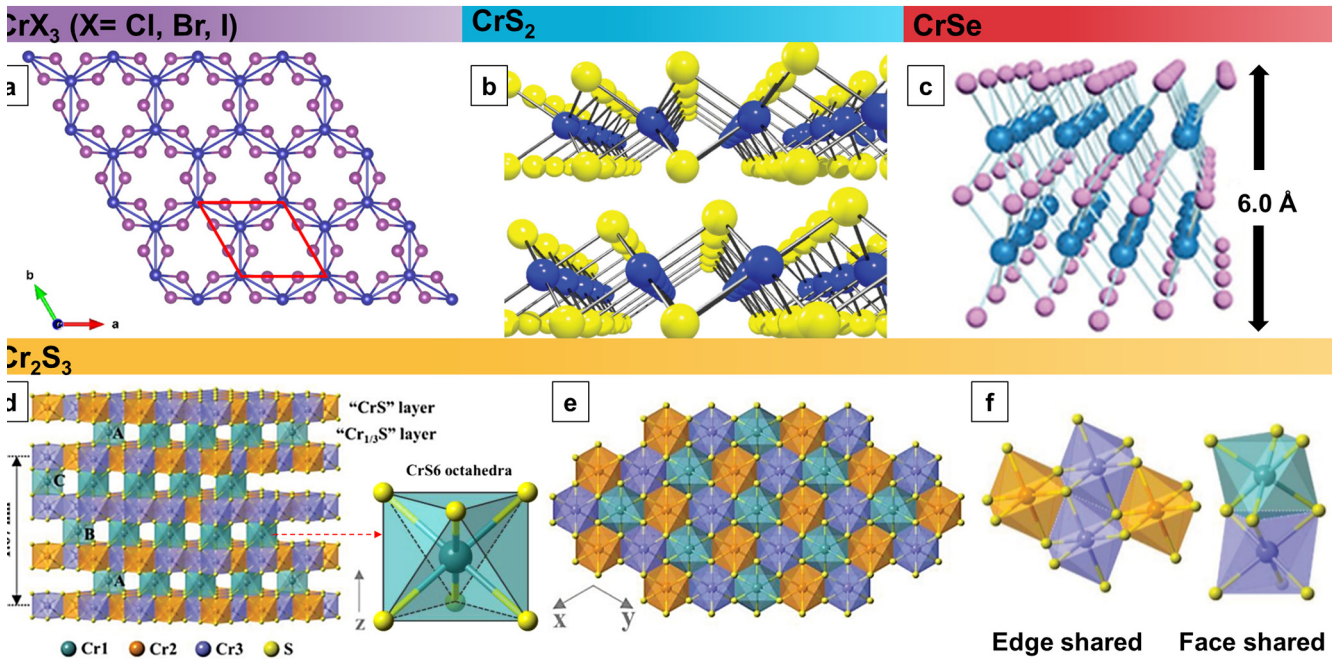 CrX3 (X= Cl, Br, I)
CrS2
CrSe
a
b
a
b
c
6.0 Å
Cr2S3
d
"CrS" layer
A
"Cr1/3S" layer
C
B
A
CrS6 octahedra
z
Cr1
Cr2
Cr3
S
e
x
y
f
Edge shared
Face shared